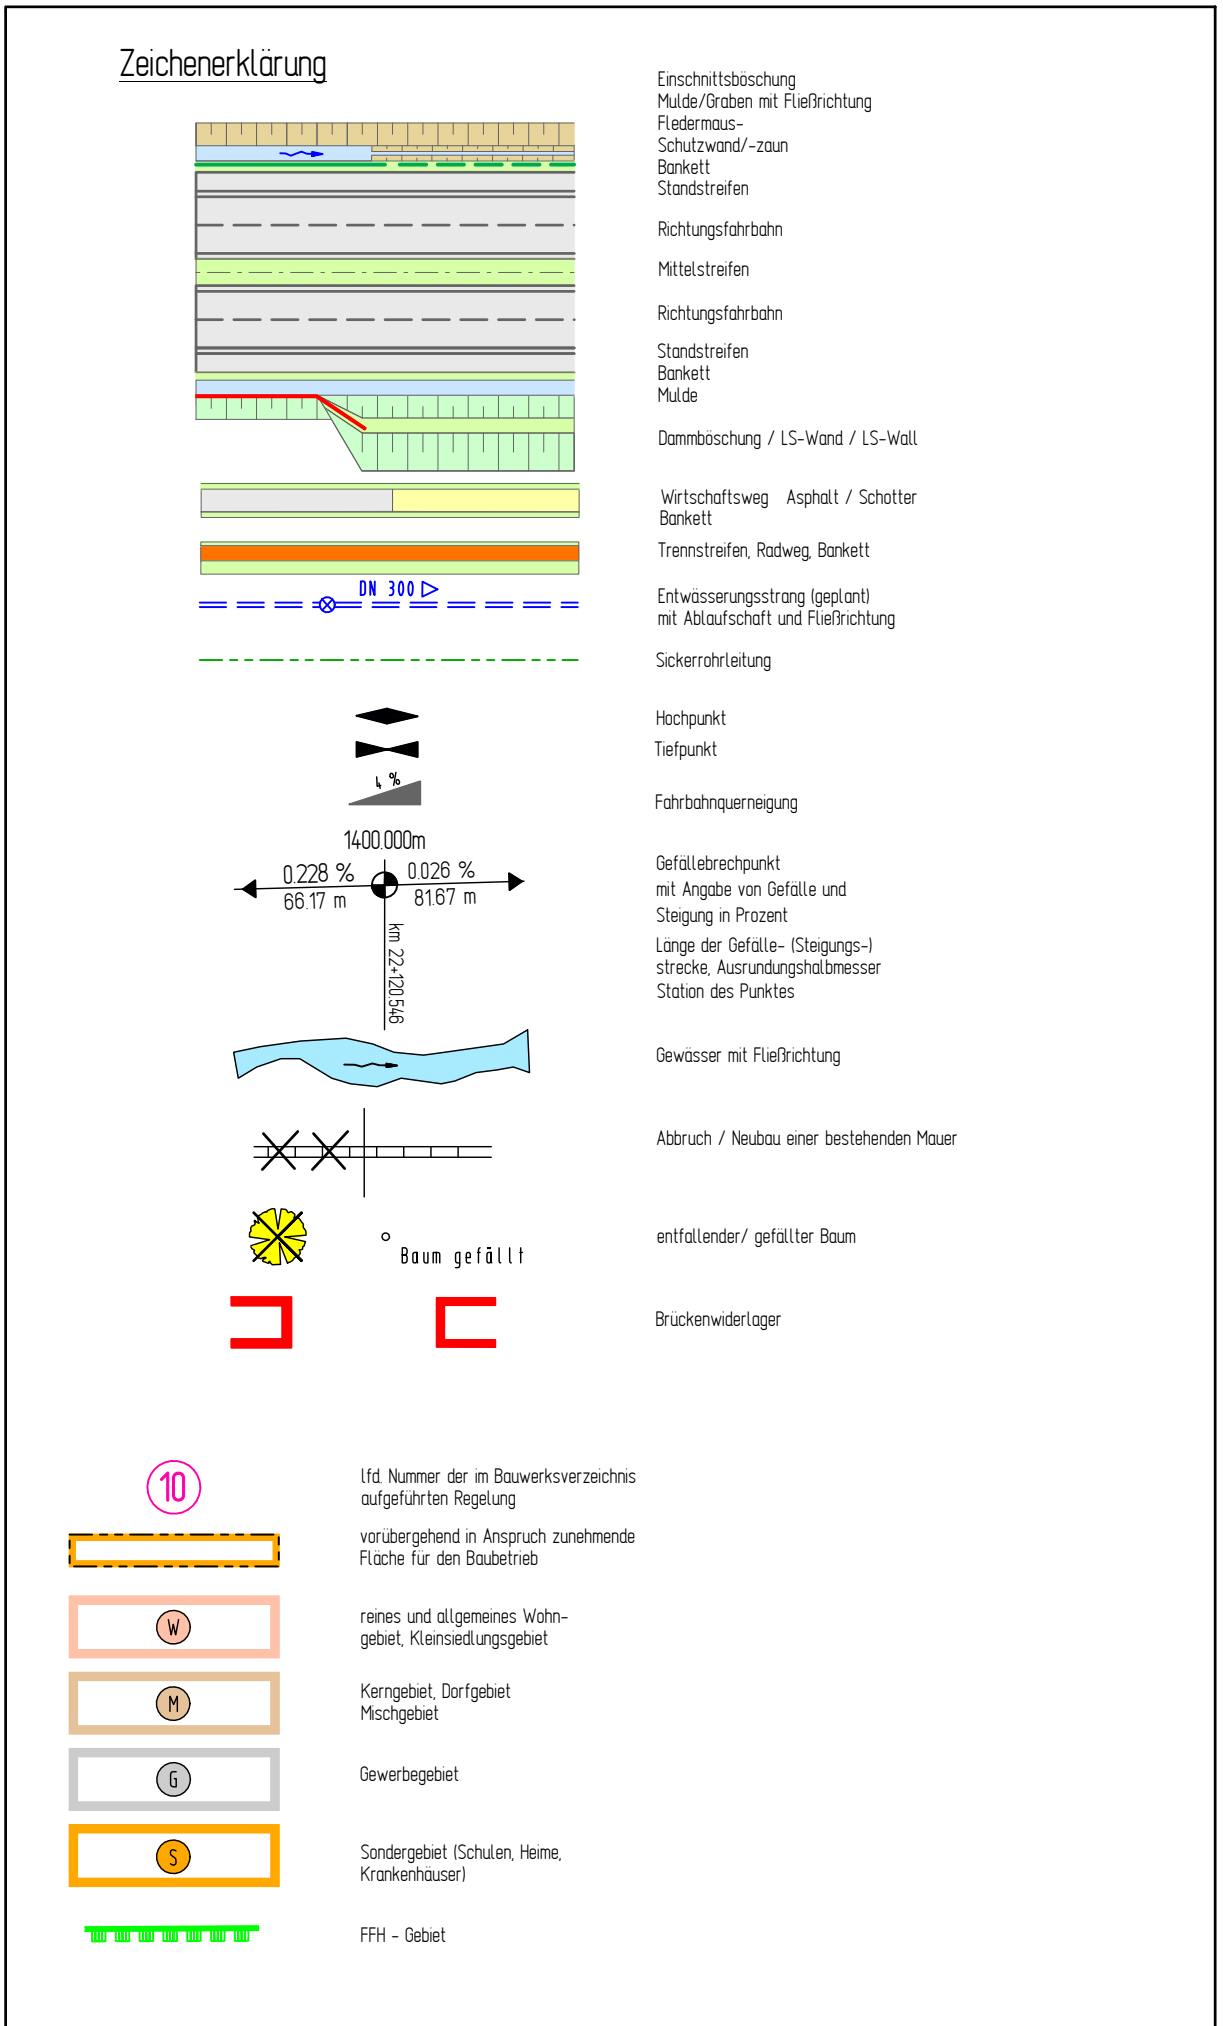 Zeichenerklärung
Einschnittsböschung
Mulde/Graben mit Fließrichtung
Fledermaus-
Schutzwand/-zaun
Bankett
Standstreifen
Richtungsfahrbahn
Mittelstreifen
Richtungsfahrbahn
Standstreifen
Bankett
Mulde
Dammböschung / LS-Wand / LS-Wall
Wirtschaftsweg Asphalt / Schotter
Bankett
Trennstreifen, Radweg, Bankett
DN 300
Entwässerungsstrang (geplant)
mit Ablaufschaft und Fließrichtung
Sickerrohrleitung
Hochpunkt
Tiefpunkt
4 %
Fahrbahnquerneigung
1400.000m
0.228 % 0.026 %
66.17 m 81.67 m
km 22+120.546
Gefällebrechpunkt
mit Angabe von Gefälle und
Steigung in Prozent
Länge der Gefälle- (Steigungs-)
strecke, Ausrundungshalbmesser
Station des Punktes
Gewässer mit Fließrichtung
Abbruch / Neubau einer bestehenden Mauer
Baum gefällt
entfallender/ gefällter Baum
Brückenwiderlager
10
lfd. Nummer der im Bauwerksverzeichnis
aufgeführten Regelung
vorübergehend in Anspruch zunehmende
Fläche für den Baubetrieb
W
reines und allgemeines Wohn-
gebiet, Kleinsiedlungsgebiet
M
Kerngebiet, Dorfgebiet
Mischgebiet
G
Gewerbegebiet
S
Sondergebiet (Schulen, Heime,
Krankenhäuser)
FFH - Gebiet